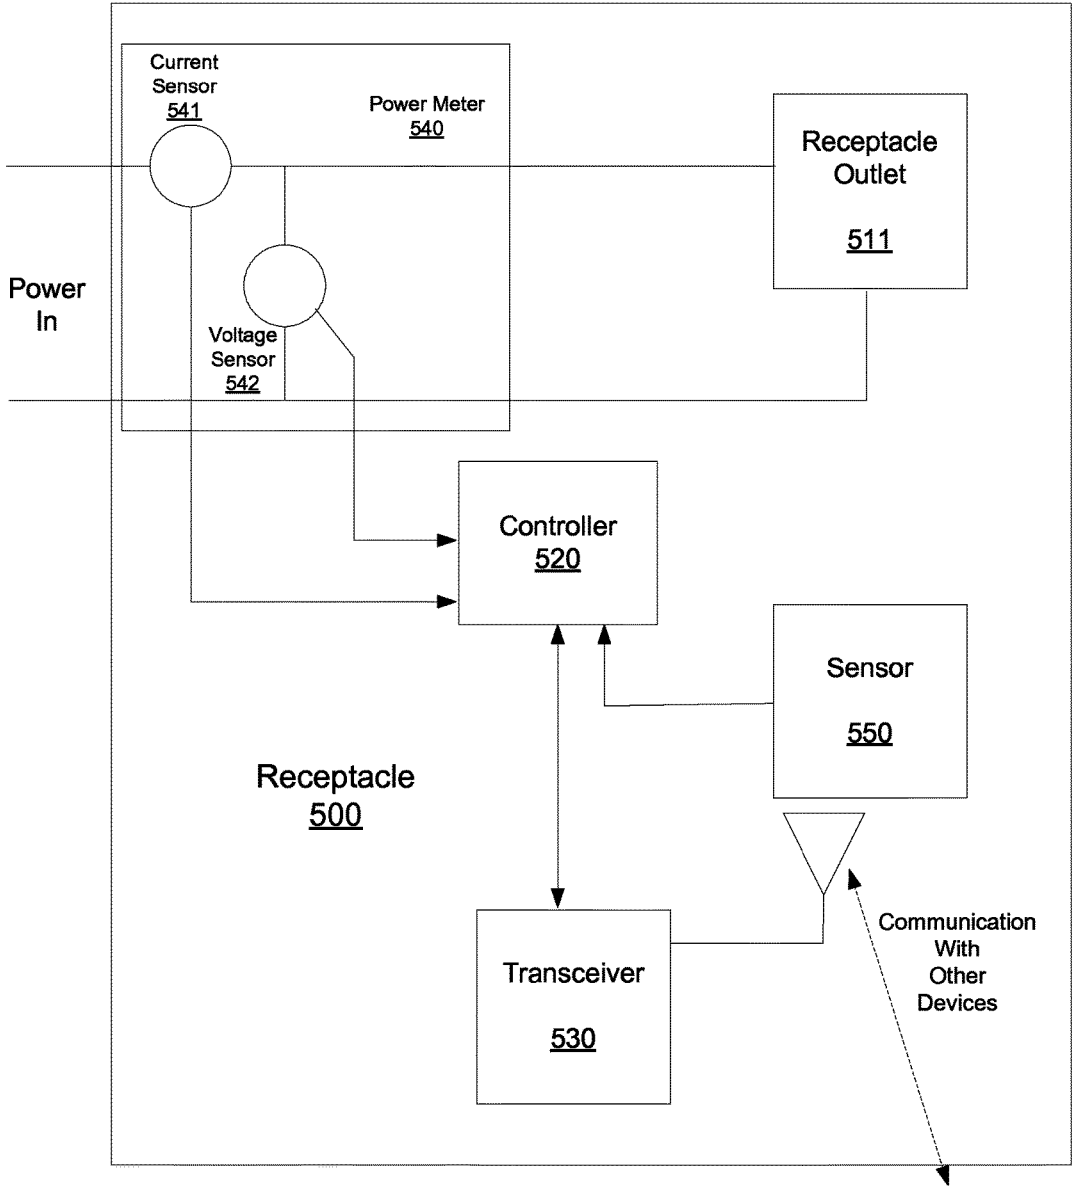 Current
Sensor
541
Power Meter
540
Receptacle
Outlet
511
Power
In
Voltage
Sensor
542
Controller
520
Sensor
550
Receptacle
500
Communication
With
Other
Devices
Transceiver
530